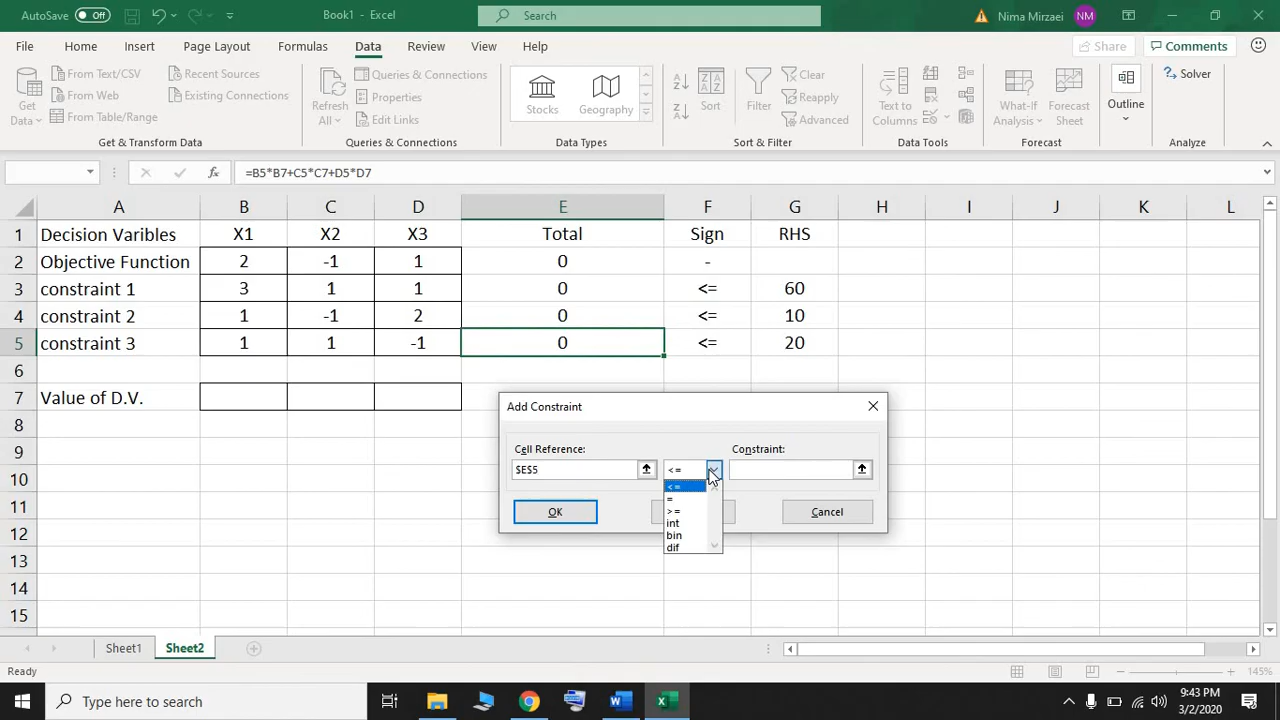 AutoSave Off Book1 - Excel Search Nima Mirzaei NM
File Home Insert Page Layout Formulas Data Review View Help Share Comments
Get Data
From Text/CSV
From Web
From Table/Range
Recent Sources
Existing Connections
Get & Transform Data
Refresh All
Queries & Connections
Properties
Edit Links
Queries & Connections
Stocks Geography
Data Types
Sort
Filter
Clear
Reapply
Advanced
Sort & Filter
Text to Columns
Data Tools
What-If Analysis
Forecast Sheet
Forecast
Outline
Solver
Analyze
fx =B5*B7+C5*C7+D5*D7
A B C D E F G H I J K L
1 Decision Varibles X1 X2 X3 Total Sign RHS
2 Objective Function 2 -1 1 0 -
3 constraint 1 3 1 1 0 <= 60
4 constraint 2 1 -1 2 0 <= 10
5 constraint 3 1 1 -1 0 <= 20
6
7 Value of D.V.
8
9
10
11
12
13
14
15
Add Constraint
Cell Reference: Constraint:
$E$5 <=
<=
=
>=
int
bin
dif
OK Cancel
Sheet1 Sheet2
Ready 145%
Type here to search 9:43 PM
3/2/2020